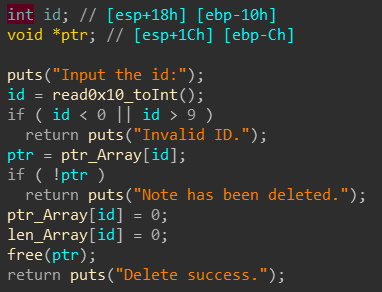 int id; // [esp+18h] [ebp-10h]
void *ptr; // [esp+1Ch] [ebp-Ch]
puts("Input the id:");
id = read0x10_toInt();
if ( id < 0 || id > 9 )
return puts("Invalid ID.");
ptr = ptr_Array[id];
if ( !ptr )
return puts("Note has been deleted.");
ptr_Array[id] = 0;
len_Array[id] = 0;
free(ptr);
return puts("Delete success.");